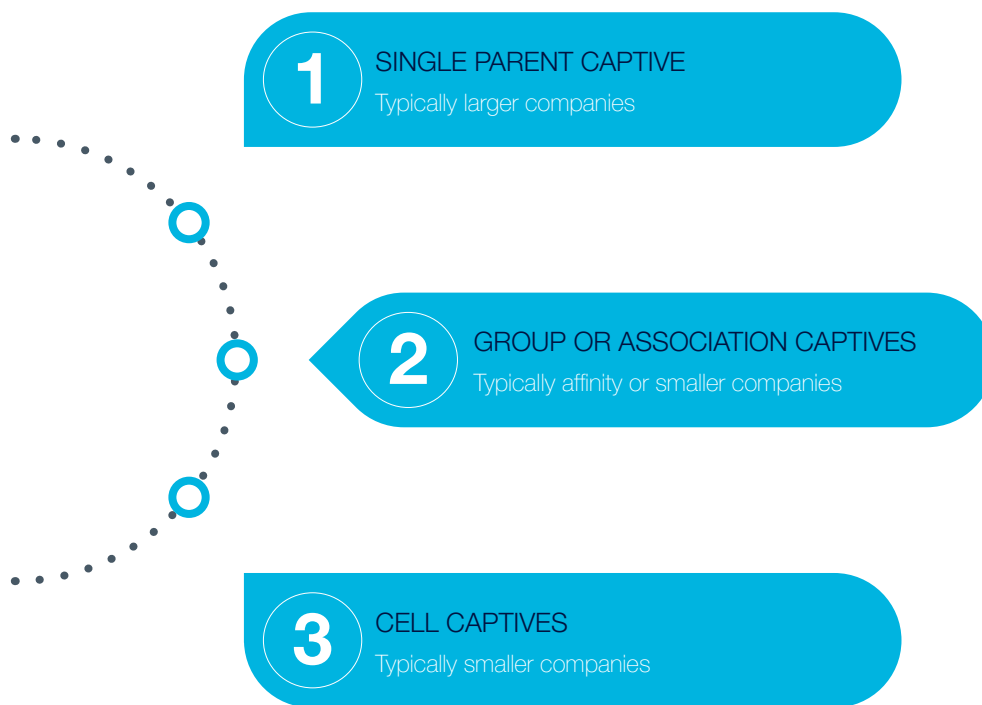 1
SINGLE PARENT CAPTIVE
Typically larger companies
2
GROUP OR ASSOCIATION CAPTIVES
Typically affinity or smaller companies
3
CELL CAPTIVES
Typically smaller companies